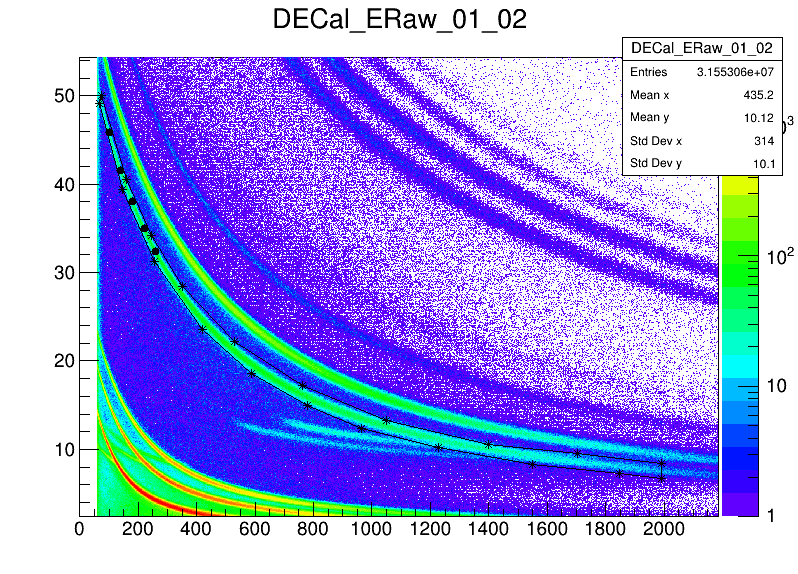 DECal_ERaw_01_02
DECal_ERaw_01_02
Entries 3.155306e+07
Mean x 435.2
Mean y 10.12
Std Dev x 314
Std Dev y 10.1
50
40
30
20
10
0 200 400 600 800 1000 1200 1400 1600 1800 2000
3
10²
10
1